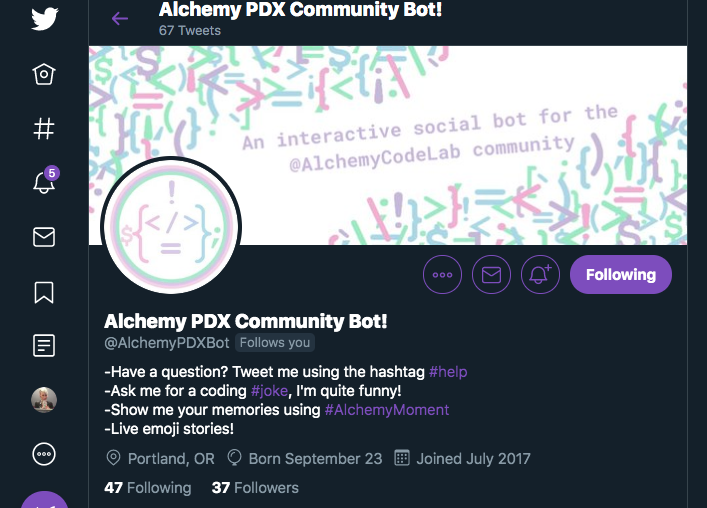 Alchemy PDX Community Bot!
67 Tweets
An interactive social bot for the
@AlchemyCodeLab community
!
${</>};
=
5
Following
Alchemy PDX Community Bot!
@AlchemyPDXBot Follows you
-Have a question? Tweet me using the hashtag #help
-Ask me for a coding #joke, I'm quite funny!
-Show me your memories using #AlchemyMoment
-Live emoji stories!
Portland, OR Born September 23 Joined July 2017
47 Following 37 Followers